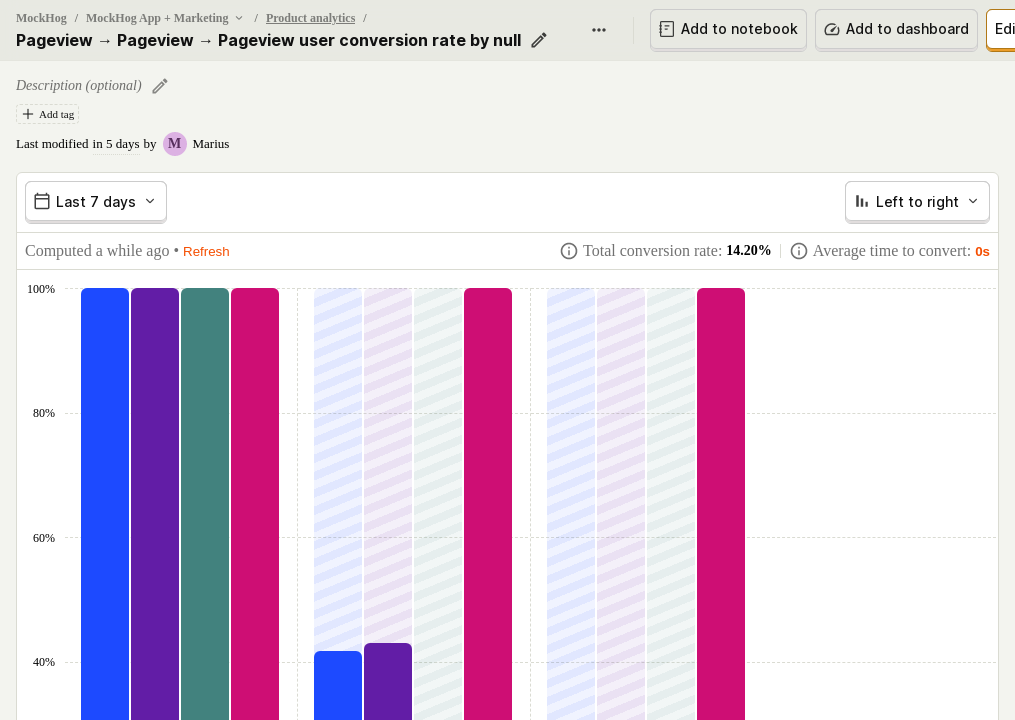 MockHog / MockHog App + Marketing / Product analytics /
Pageview → Pageview → Pageview user conversion rate by null
Add to notebook
Add to dashboard
Edi
Description (optional)
Add tag
Last modified in 5 days by M Marius
Last 7 days
Left to right
Computed a while ago • Refresh
Total conversion rate: 14.20%
Average time to convert: 0s
100%
80%
60%
40%